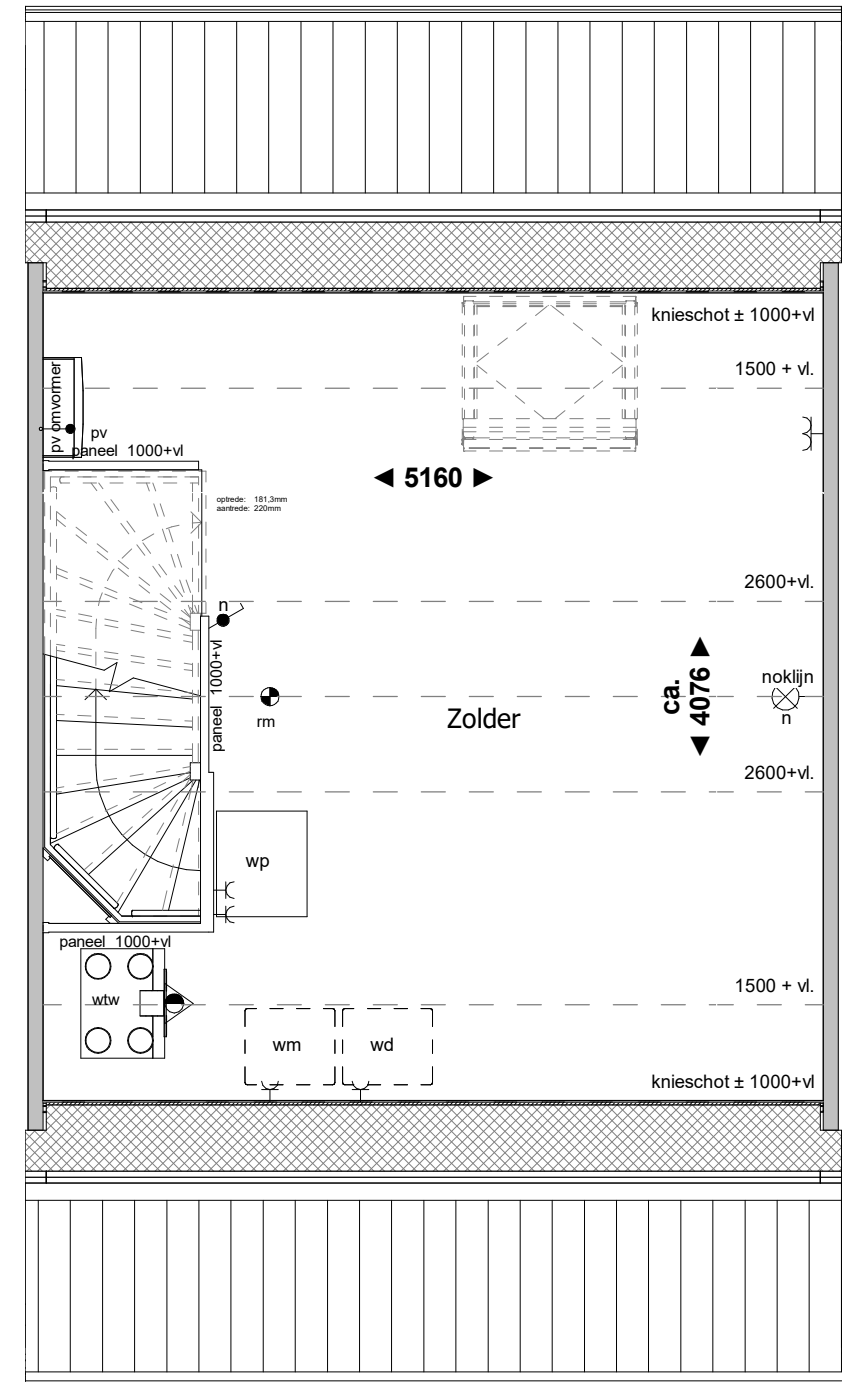 knieschot ± 1000+vl
1500 + vl.
pv omvormer
pv
paneel 1000+vl
◄ 5160 ►
optrede: 181,3mm
aantrede: 220mm
2600+vl.
n
paneel 1000+vl
rm
Zolder
ca.
◄ 4076 ►
noklijn
n
2600+vl.
wp
paneel 1000+vl
wtw
1500 + vl.
wm
wd
knieschot ± 1000+vl